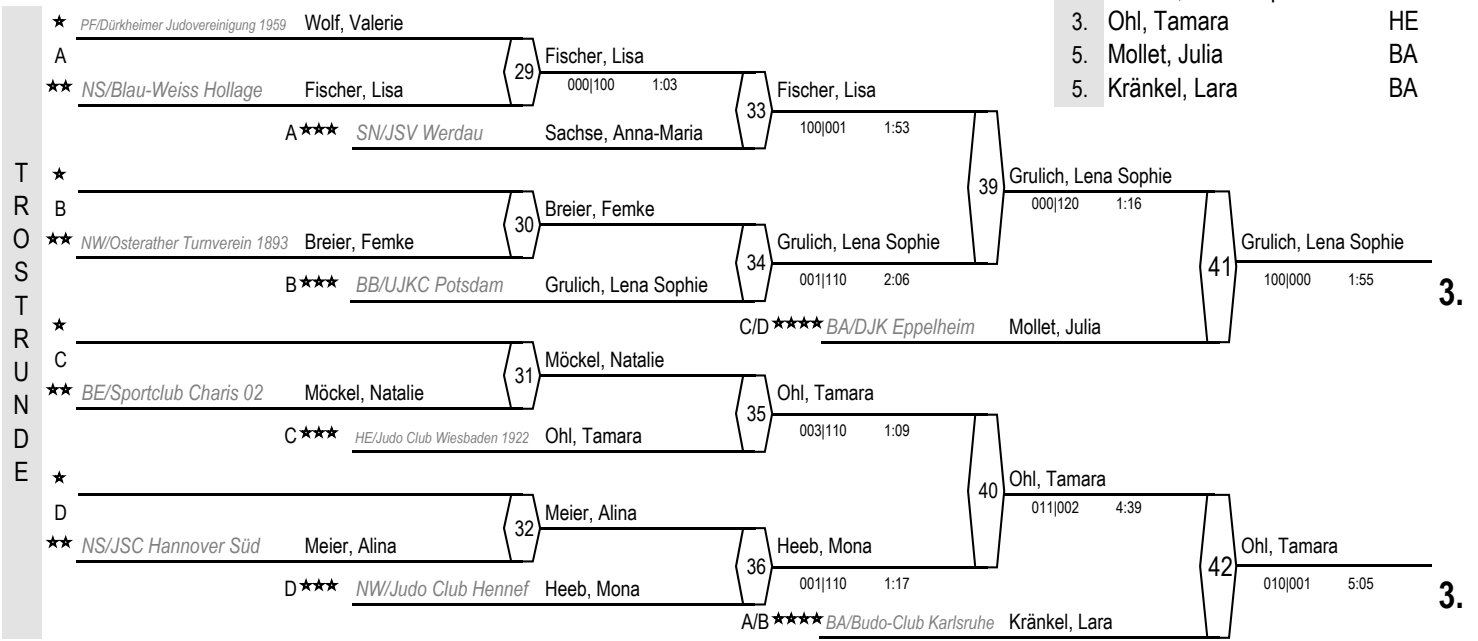 ★ PF/Dürkheimer Judovereinigung 1959 Wolf, Valerie
3. Ohl, Tamara HE
A
Fischer, Lisa
5. Mollet, Julia BA
29
000|100 1:03
★★ NS/Blau-Weiss Hollage Fischer, Lisa
Fischer, Lisa
5. Kränkel, Lara BA
33
100|001 1:53
A★★★ SN/JSV Werdau Sachse, Anna-Maria
TROSTRUNDE
★
39
Grulich, Lena Sophie
000|120 1:16
B
Breier, Femke
30
★★ NW/Osterather Turnverein 1893 Breier, Femke
Grulich, Lena Sophie
Grulich, Lena Sophie
34
41
001|110 2:06
100|000 1:55
B★★★ BB/UJKC Potsdam Grulich, Lena Sophie
3.
★
C/D★★★★ BA/DJK Eppelheim Mollet, Julia
C
Möckel, Natalie
31
★★ BE/Sportclub Charis 02 Möckel, Natalie
Ohl, Tamara
35
003|110 1:09
C★★★ HE/Judo Club Wiesbaden 1922 Ohl, Tamara
★
40
Ohl, Tamara
011|002 4:39
D
Meier, Alina
32
★★ NS/JSC Hannover Süd Meier, Alina
Heeb, Mona
Ohl, Tamara
36
42
001|110 1:17
010|001 5:05
D★★★ NW/Judo Club Hennef Heeb, Mona
3.
A/B★★★★ BA/Budo-Club Karlsruhe Kränkel, Lara